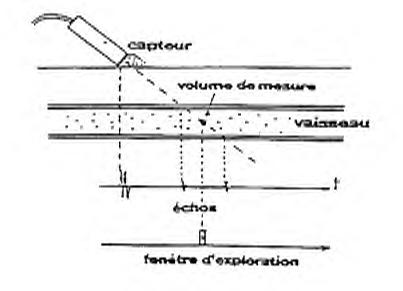 capteur
volume de mesure
vaisseau
t
échos
fenêtre d'exploration